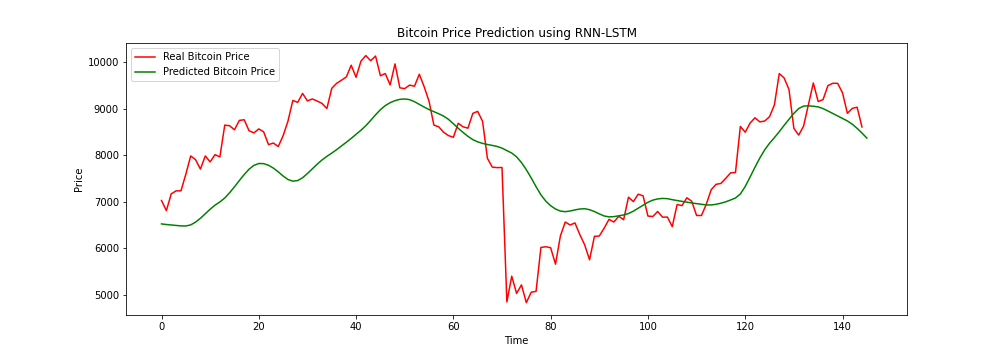 Bitcoin Price Prediction using RNN-LSTM
Real Bitcoin Price
Predicted Bitcoin Price
10000
9000
8000
7000
6000
5000
Price
0 20 40 60 80 100 120 140
Time